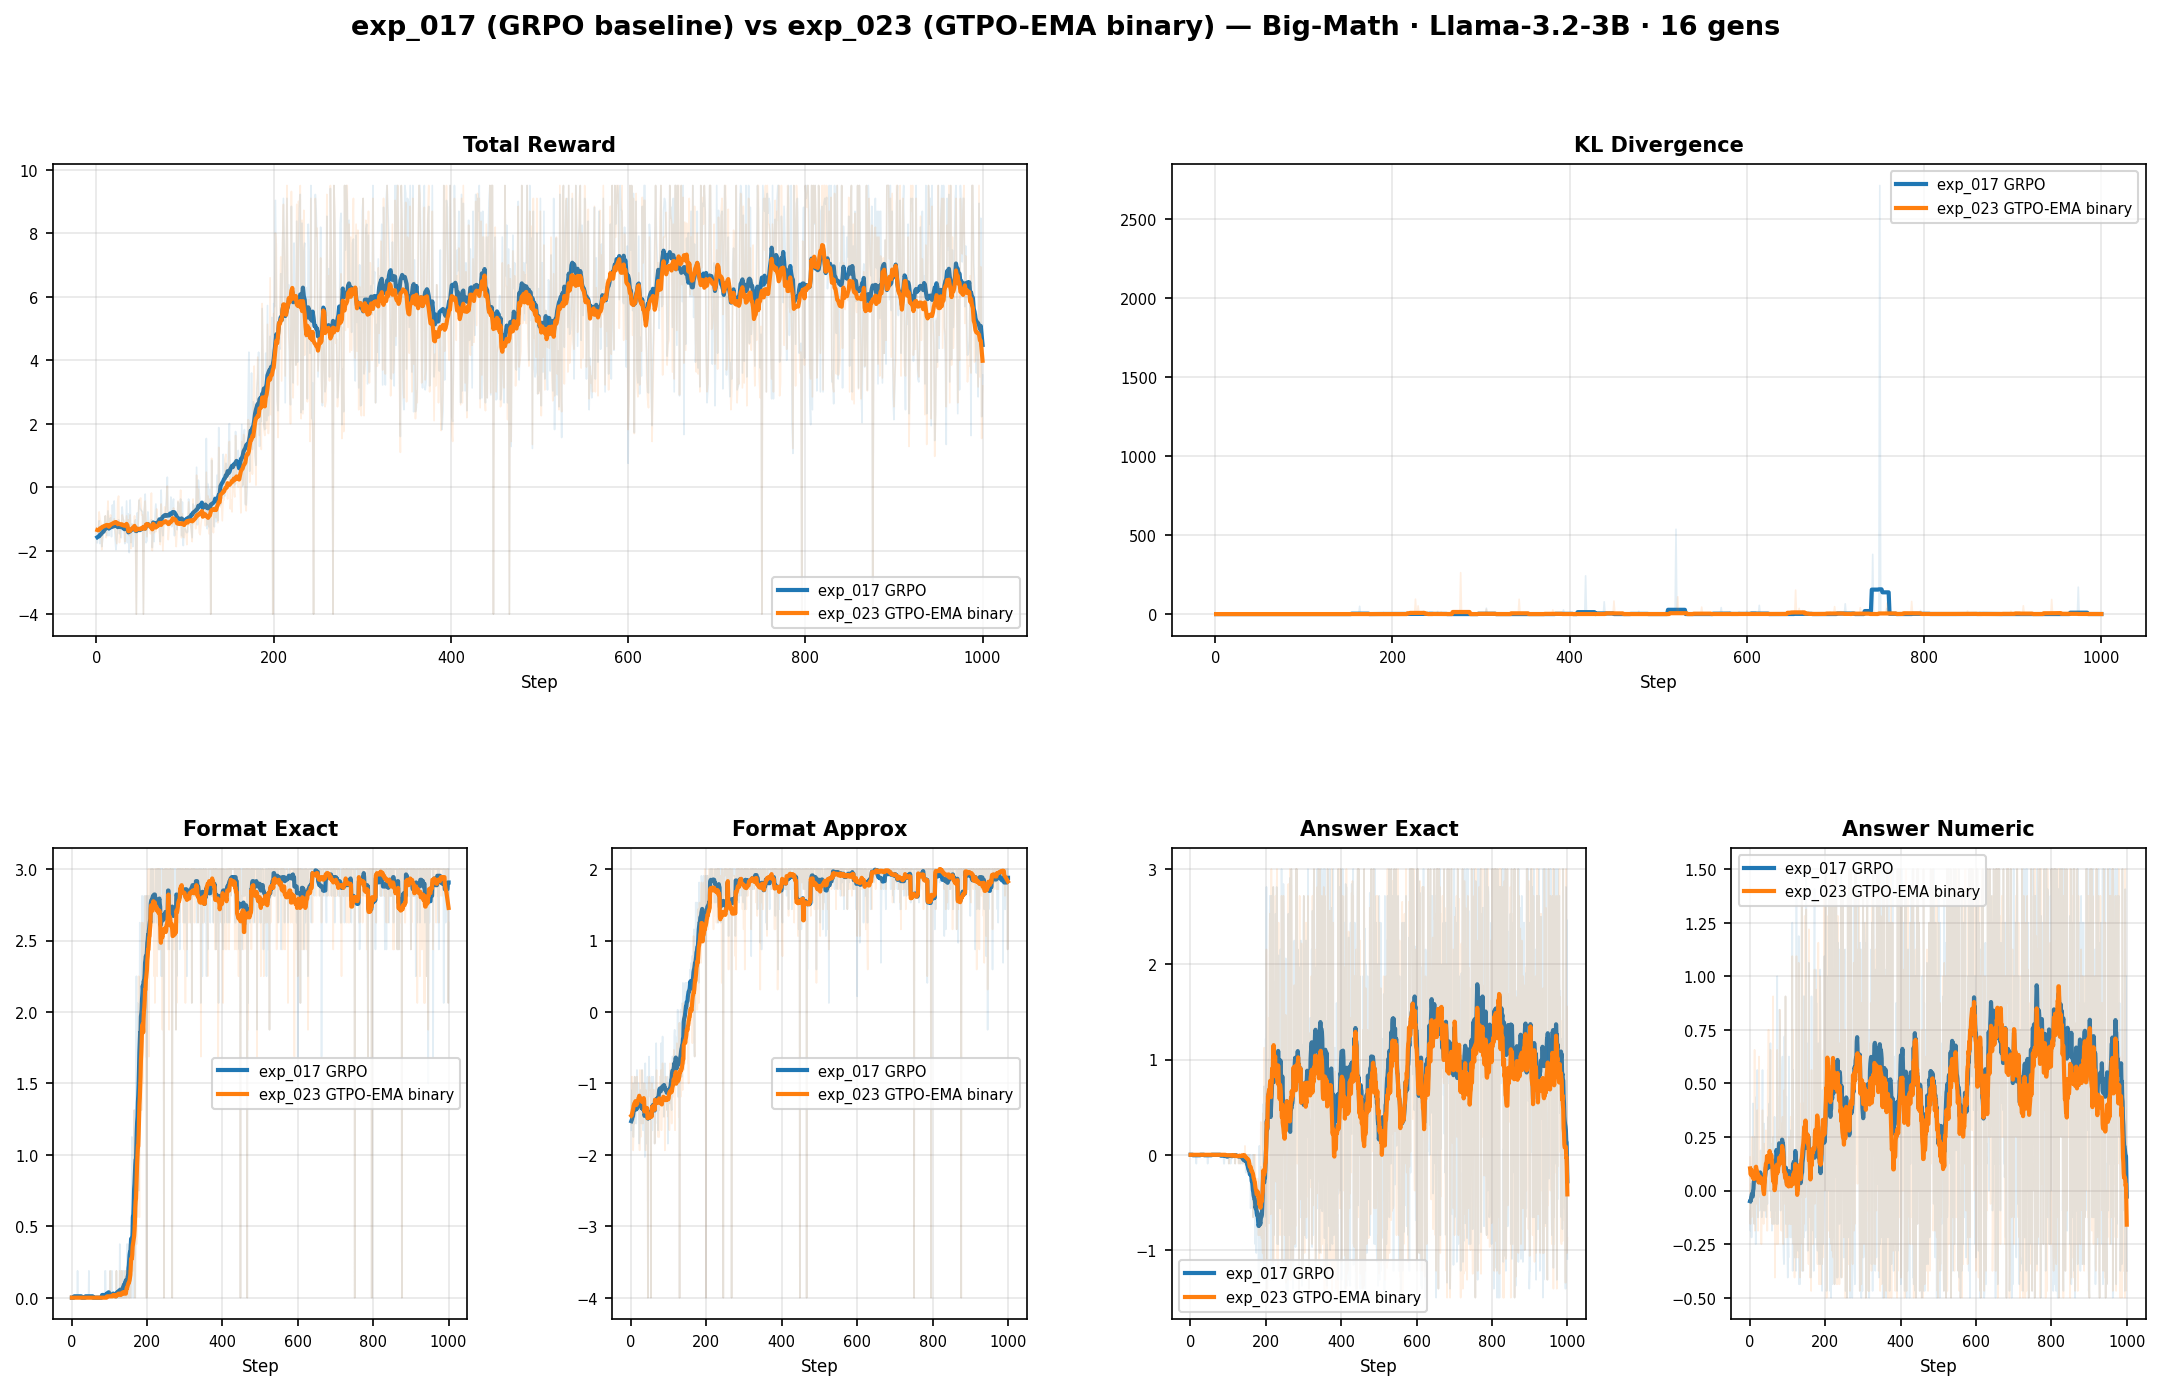 exp_017 (GRPO baseline) vs exp_023 (GTPO-EMA binary) — Big-Math · Llama-3.2-3B · 16 gens
Total Reward
10
8
6
4
2
0
−2
−4
0 200 400 600 800 1000
Step
exp_017 GRPO
exp_023 GTPO-EMA binary
KL Divergence
2500
2000
1500
1000
500
0
0 200 400 600 800 1000
Step
exp_017 GRPO
exp_023 GTPO-EMA binary
Format Exact
3.0
2.5
2.0
1.5
1.0
0.5
0.0
0 200 400 600 800 1000
Step
exp_017 GRPO
exp_023 GTPO-EMA binary
Format Approx
2
1
0
−1
−2
−3
−4
0 200 400 600 800 1000
Step
exp_017 GRPO
exp_023 GTPO-EMA binary
Answer Exact
3
2
1
0
−1
0 200 400 600 800 1000
Step
exp_017 GRPO
exp_023 GTPO-EMA binary
Answer Numeric
1.50
1.25
1.00
0.75
0.50
0.25
0.00
−0.25
−0.50
0 200 400 600 800 1000
Step
exp_017 GRPO
exp_023 GTPO-EMA binary